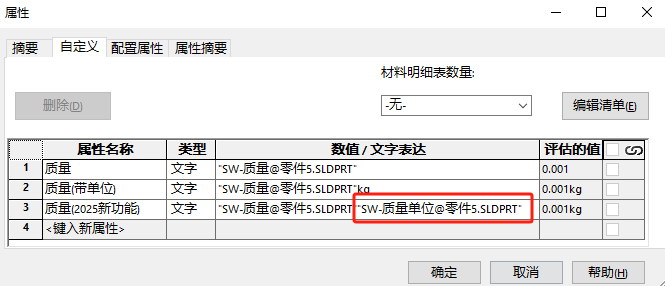 属性
摘要 自定义 配置属性 属性摘要
材料明细表数量:
删除(D) -无- 编辑清单(E)
属性名称 类型 数值 / 文字表达 评估的值
1 质量 文字 "SW-质量@零件5.SLDPRT" 0.001
2 质量(带单位) 文字 "SW-质量@零件5.SLDPRT"kg 0.001kg
3 质量(2025新功能) 文字 "SW-质量@零件5.SLDPRT" "SW-质量单位@零件5.SLDPRT" 0.001kg
4 <键入新属性>
确定 取消 帮助(H)